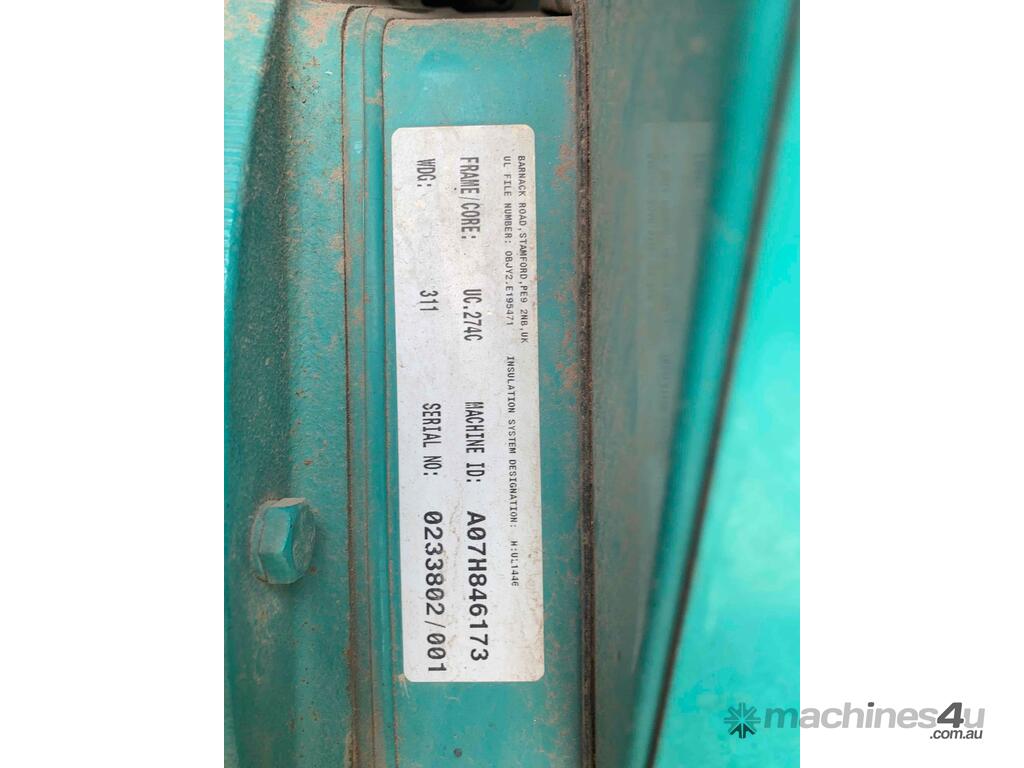 BARNACK ROAD,STAMFORD,PE9 2NB,UK
UL FILE NUMBER: OBJY2.E195471 INSULATION SYSTEM DESIGNATION: H:UL1446
FRAME/CORE: UC.274C MACHINE ID: A07H846173
WDG: 311 SERIAL NO: 0233802/001
machines4u
.com.au